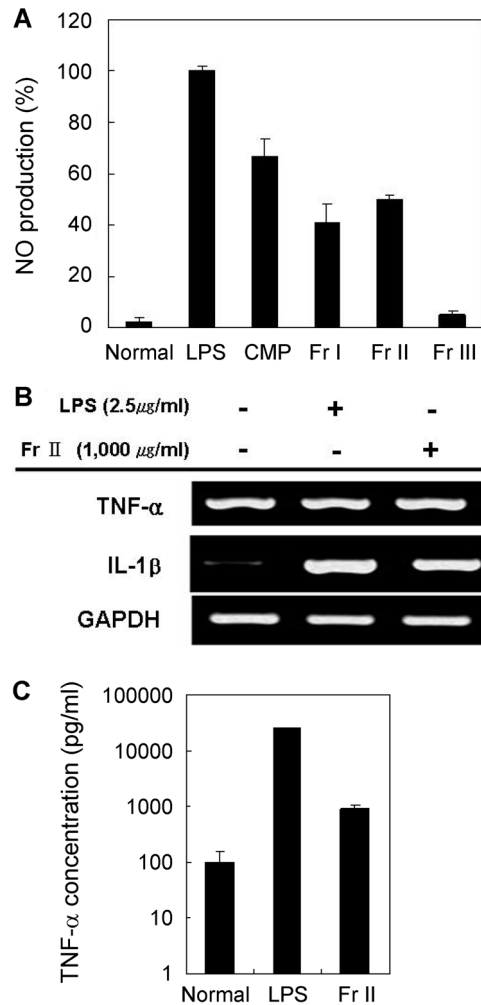 A
NO production (%)
120
100
80
60
40
20
0
Normal LPS CMP Fr I Fr II Fr III
B
LPS (2.5㎍/ml) - + -
Fr Ⅱ (1,000 ㎍/ml) - - +
TNF-α
IL-1β
GAPDH
C
TNF-α concentration (pg/ml)
100000
10000
1000
100
10
1
Normal LPS Fr II